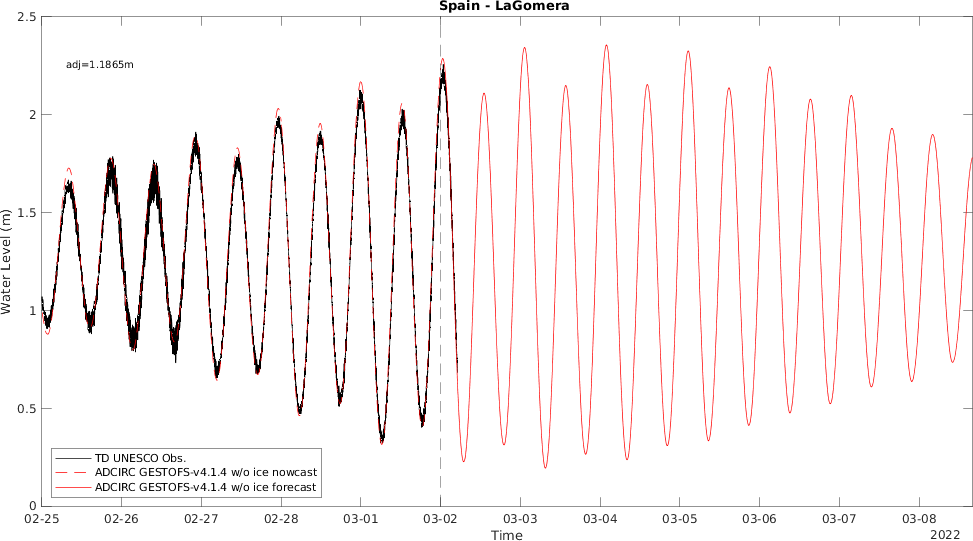 Spain - LaGomera
2.5
adj=1.1865m
2
1.5
Water Level (m)
1
0.5
TD UNESCO Obs.
ADCIRC GESTOFS-v4.1.4 w/o ice nowcast
ADCIRC GESTOFS-v4.1.4 w/o ice forecast
0
02-25 02-26 02-27 02-28 03-01 03-02 03-03 03-04 03-05 03-06 03-07 03-08
Time
2022